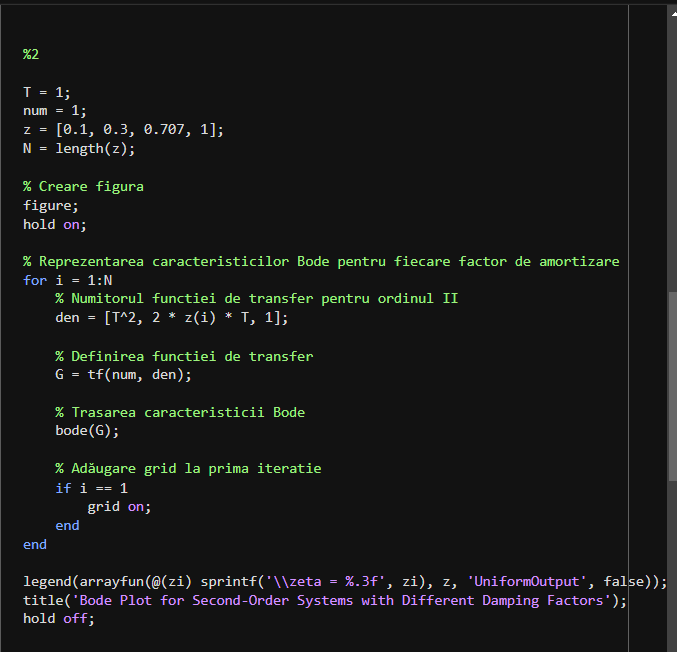 %2
T = 1;
num = 1;
z = [0.1, 0.3, 0.707, 1];
N = length(z);
% Creare figura
figure;
hold on;
% Reprezentarea caracteristicilor Bode pentru fiecare factor de amortizare
for i = 1:N
% Numitorul functiei de transfer pentru ordinul II
den = [T^2, 2 * z(i) * T, 1];
% Definirea functiei de transfer
G = tf(num, den);
% Trasarea caracteristicii Bode
bode(G);
% Adăugare grid la prima iteratie
if i == 1
grid on;
end
end
legend(arrayfun(@(zi) sprintf('\\zeta = %.3f', zi), z, 'UniformOutput', false));
title('Bode Plot for Second-Order Systems with Different Damping Factors');
hold off;